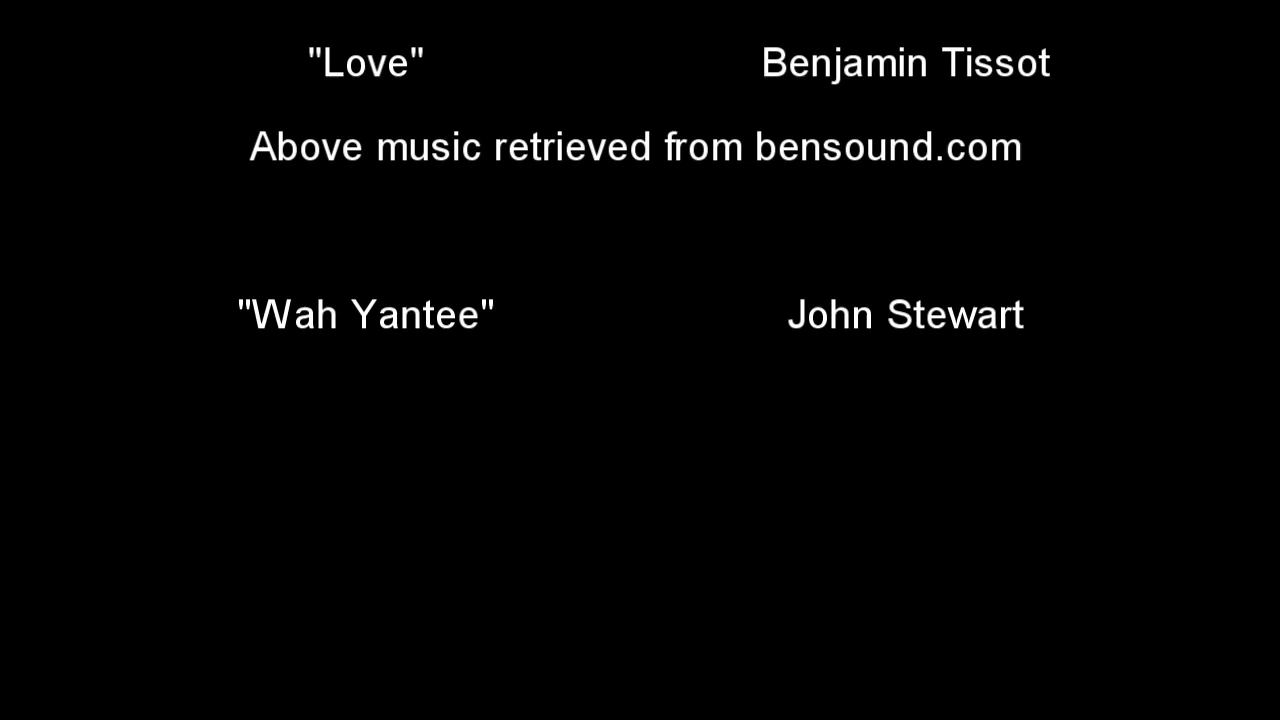 "Love" Benjamin Tissot
Above music retrieved from bensound.com
"Wah Yantee" John Stewart